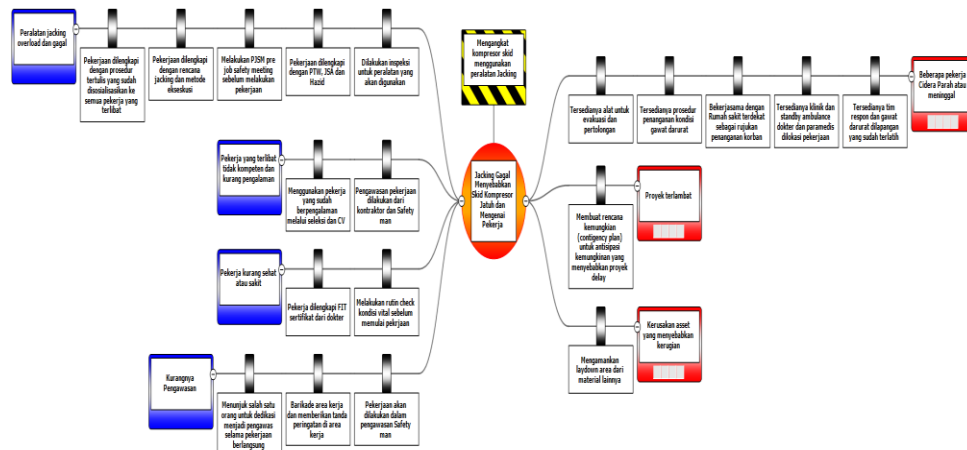 Peralatan jacking
overload dan gagal
Pekerjaan dilengkapi
dengan prosedur
tertulis yang sudah
disosialisasikan ke
semua pekerja yang
terlibat
Pekerjaan dilengkapi
dengan rencana
jacking dan metode
ekseskusi
Melakukan PJSM pre
job safety meeting
sebelum melakukan
pekerjaan
Pekerjaan dilengkapi
dengan PTW, JSA dan
Hazid
Dilakukan inspeksi
untuk peralatan yang
akan digunakan
Pekerja yang terlibat
tidak kompeten dan
kurang pengalaman
Menggunakan pekerja
yang sudah
berpengalaman
melalui seleksi dan CV
Pengawasan pekerjaan
dilakukan dari
kontraktor dan Safety
man
Pekerja kurang sehat
atau sakit
Pekerja dilengkapi FIT
sertifikat dari dokter
Melakukan rutin check
kondisi vital sebelum
memulai pekrjaan
Kurangnya
Pengawasan
Menunjuk salah satu
orang untuk dedikasi
menjadi pengawas
selama pekerjaan
berlangsung
Barikade area kerja
dan memberikan tanda
peringatan di area
kerja
Pekerjaan akan
dilakukan dalam
pengawasan Safety
man
Mengangkat
kompresor skid
menggunakan
peralatan Jacking
Jacking Gagal
Menyebabkan
Skid Kompresor
Jatuh dan
Mengenai
Pekerja
Tersedianya alat untuk
evakuasi dan
pertolongan
Tersedianya prosedur
penanganan kondisi
gawat darurat
Bekerjasama dengan
Rumah sakit terdekat
sebagai rujukan
penanganan korban
Tersedianya klinik dan
standby ambulance
dokter dan paramedis
dilokasi pekerjaan
Tersedianya tim
respon dan gawat
darurat dilapangan
yang sudah terlatih
Beberapa pekerja
Cidera Parah atau
meninggal
Membuat rencana
kemungkian
(contigency plan)
untuk antisipasi
kemungkinan yang
menyebabkan proyek
delay
Proyek terlambat
Mengamankan
laydown area dari
material lainnya
Kerusakan asset
yang menyebabkan
kerugian